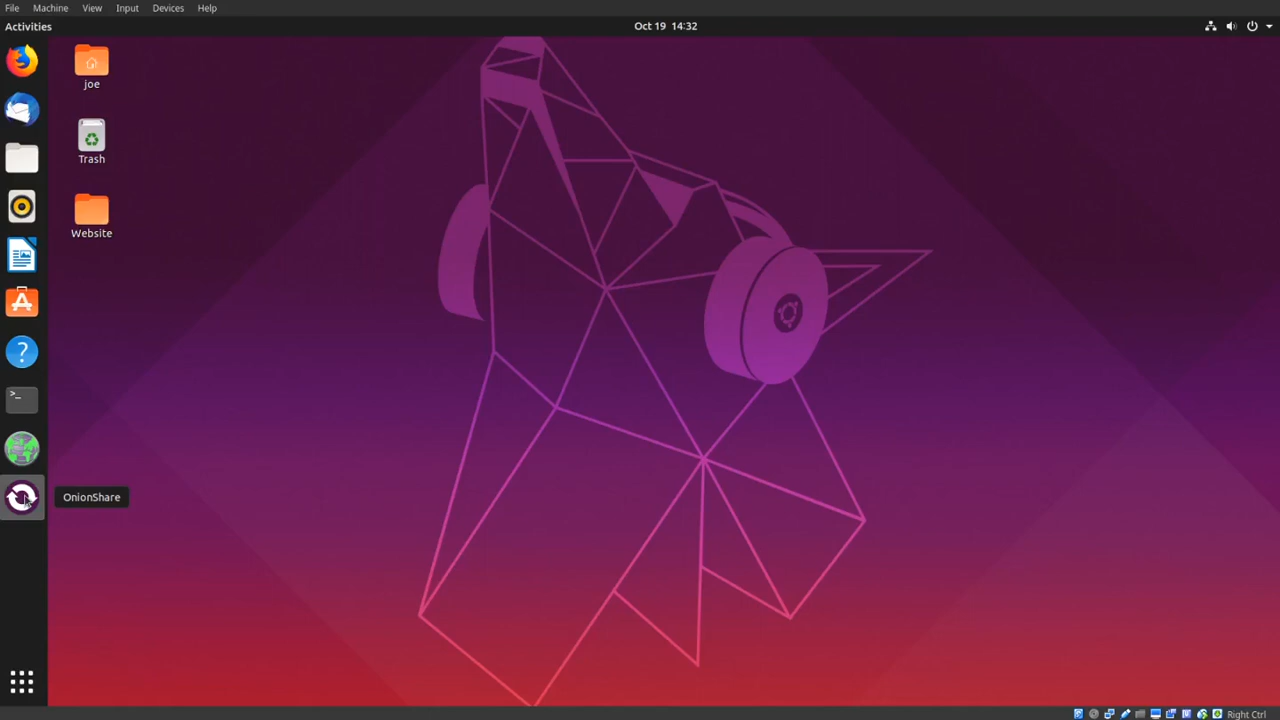 File Machine View Input Devices Help
Activities
Oct 19 14:32
joe
Trash
Website
?
>_
OnionShare
Right Ctrl